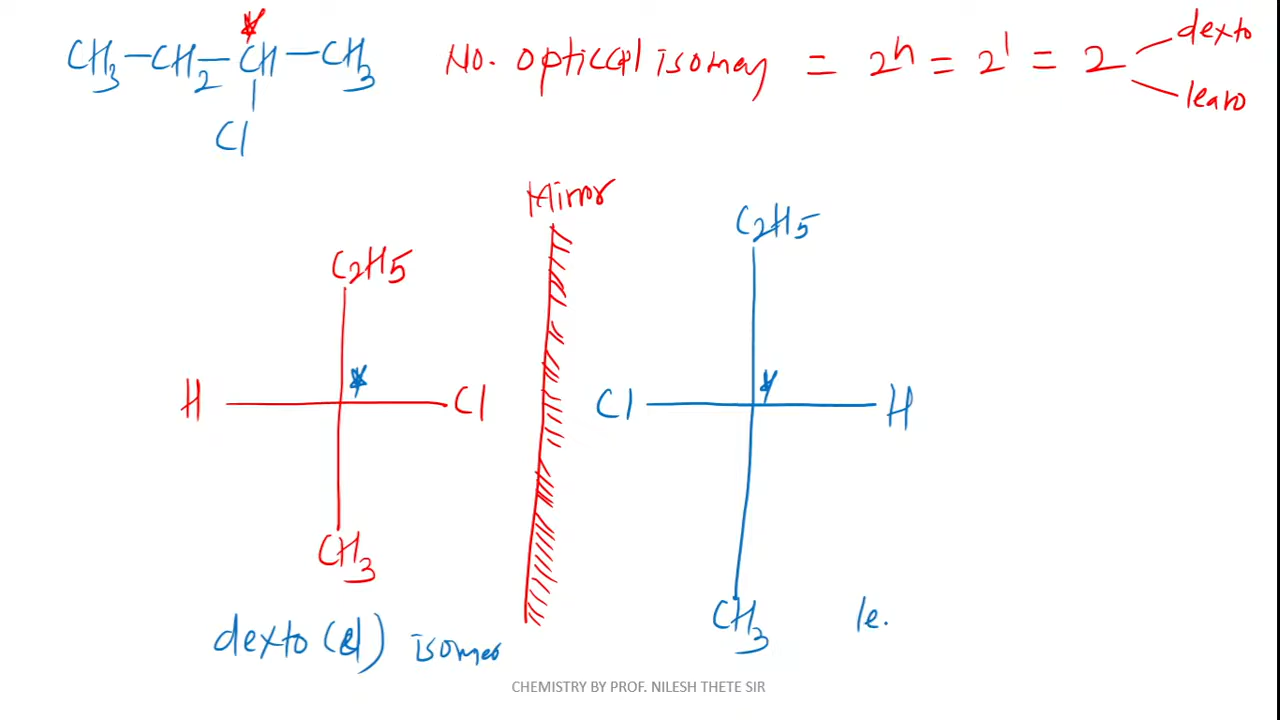 CH3-CH2-CH-CH3 No. optical isomer = 2^n = 2^1 = 2 dexto
learo
Cl
Mirror
C2H5 C2H5
H * Cl Cl * H
CH3 CH3
dexto (d) isomer le.
CHEMISTRY BY PROF. NILESH THETE SIR